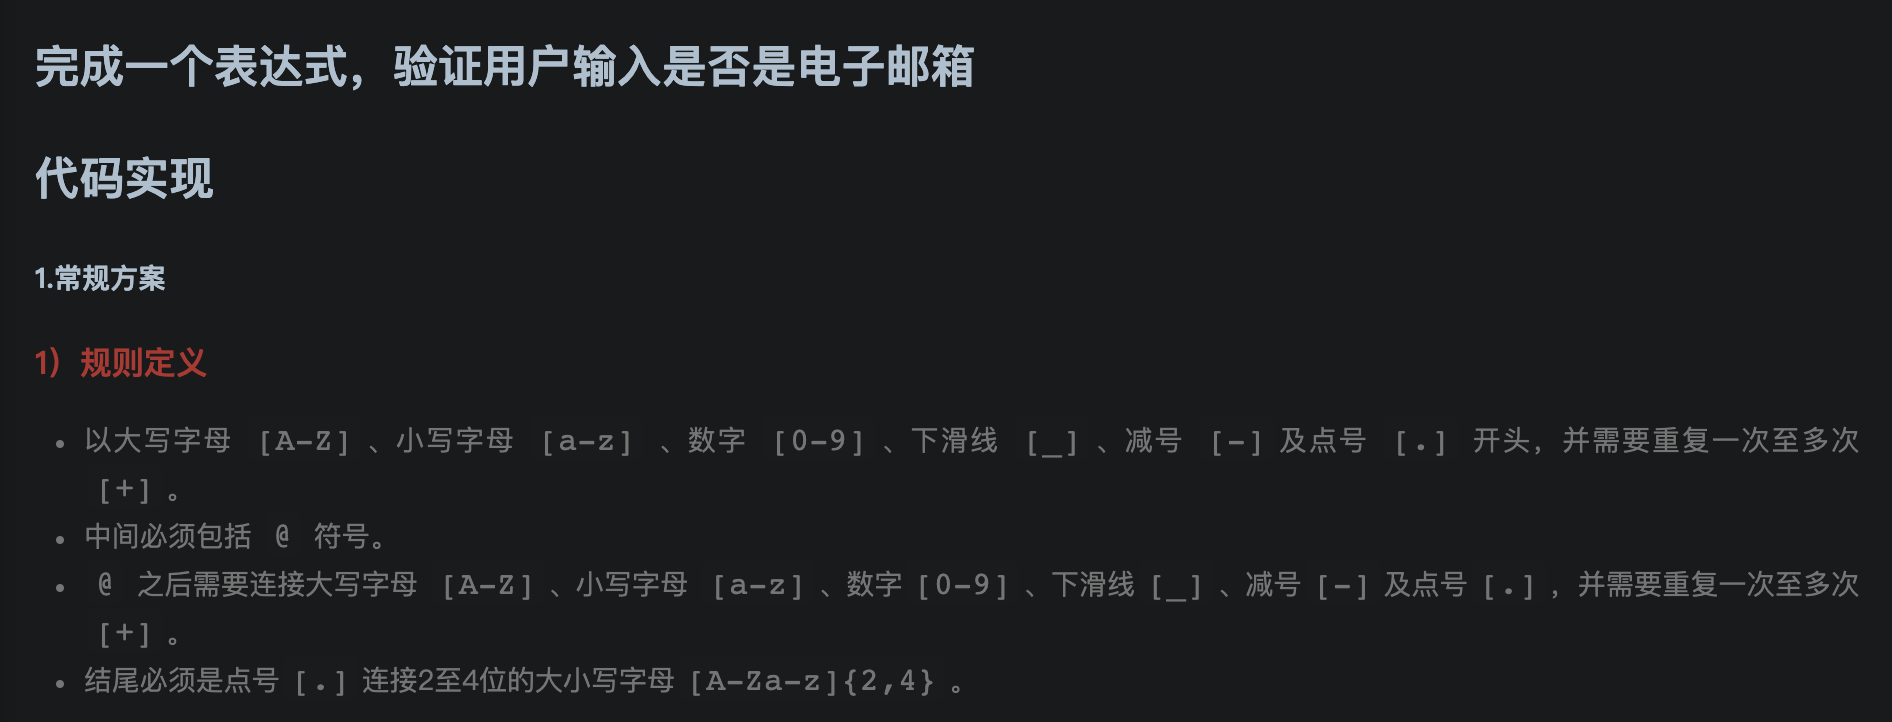 完成一个表达式，验证用户输入是否是电子邮箱
代码实现
1.常规方案
1）规则定义
• 以大写字母 [A-Z] 、小写字母 [a-z] 、数字 [0-9] 、下滑线 [_] 、减号 [-] 及点号 [.] 开头，并需要重复一次至多次
[+] 。
• 中间必须包括 @ 符号。
• @ 之后需要连接大写字母 [A-Z] 、小写字母 [a-z] 、数字 [0-9] 、下滑线 [_] 、减号 [-] 及点号 [.] ，并需要重复一次至多次
[+] 。
• 结尾必须是点号 [.] 连接2至4位的大小写字母 [A-Za-z]{2,4} 。